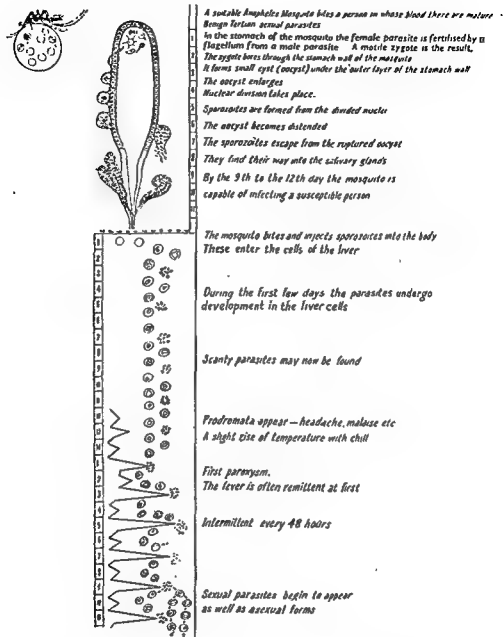 A suitable Anopheles Mosquito bites a person in whose blood there are mature
Benign Tertian sexual parasites
In the stomach of the mosquito the female parasite is fertilised by a
flagellum from a male parasite A motile zygote is the result,
The zygote bores through the stomach wall of the mosquito
It forms small cyst (oocyst) under the outer layer of the stomach wall
The oocyst enlarges
Nuclear division takes place.
Sporozoites are formed from the divided nuclei
The oocyst becomes distended
The sporozoites escape from the ruptured oocyst
They find their way into the salivary glands
By the 9th to the 12th day the mosquito is
capable of infecting a susceptible person
The mosquito bites and injects sporozoites into the body
These enter the cells of the liver
During the first few days the parasites undergo
development in the liver cells
Scanty parasites may now be found
Prodromata appear — headache, malaise etc
A slight rise of temperature with chill
First paroxysm.
The fever is often remittent at first
Intermittent every 48 hours
Sexual parasites begin to appear
as well as asexual forms